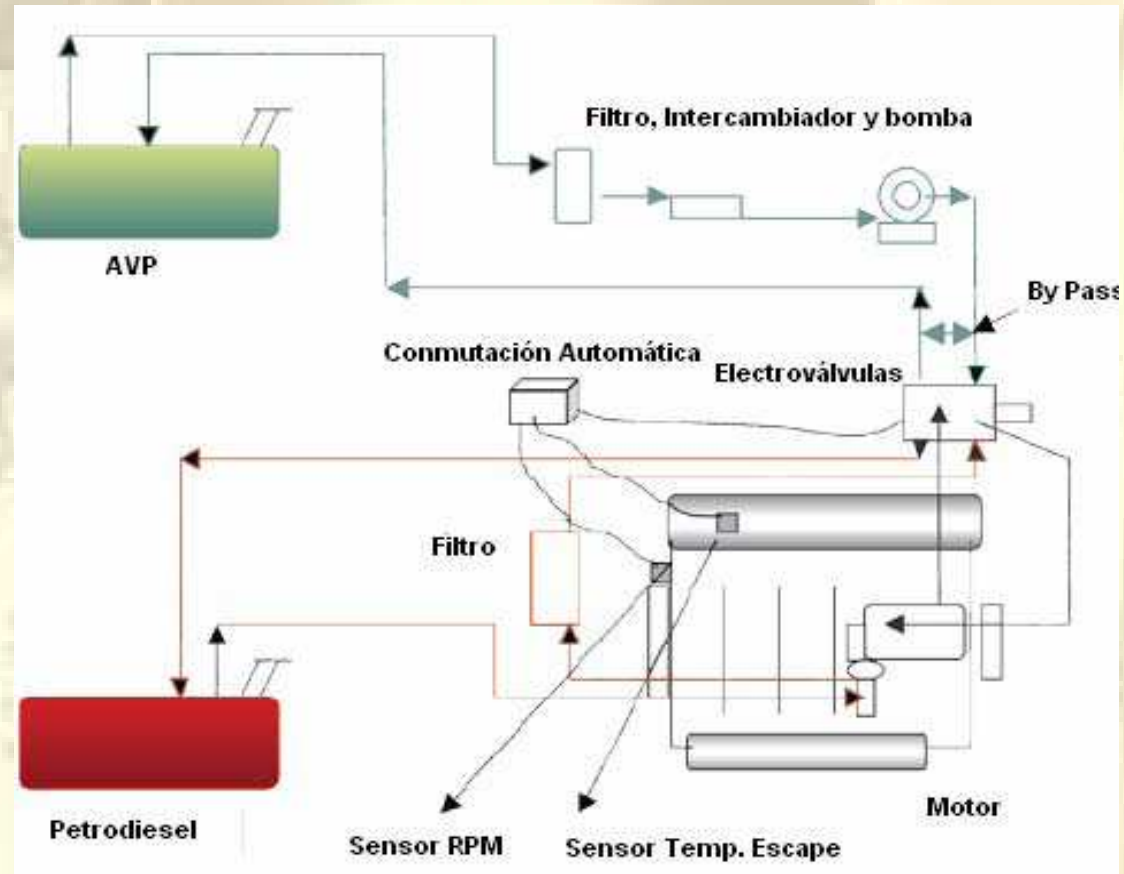 Filtro, Intercambiador y bomba
AVP
By Pass
Conmutación Automática
Electroválvulas
Filtro
Petrodiesel
Sensor RPM
Sensor Temp. Escape
Motor